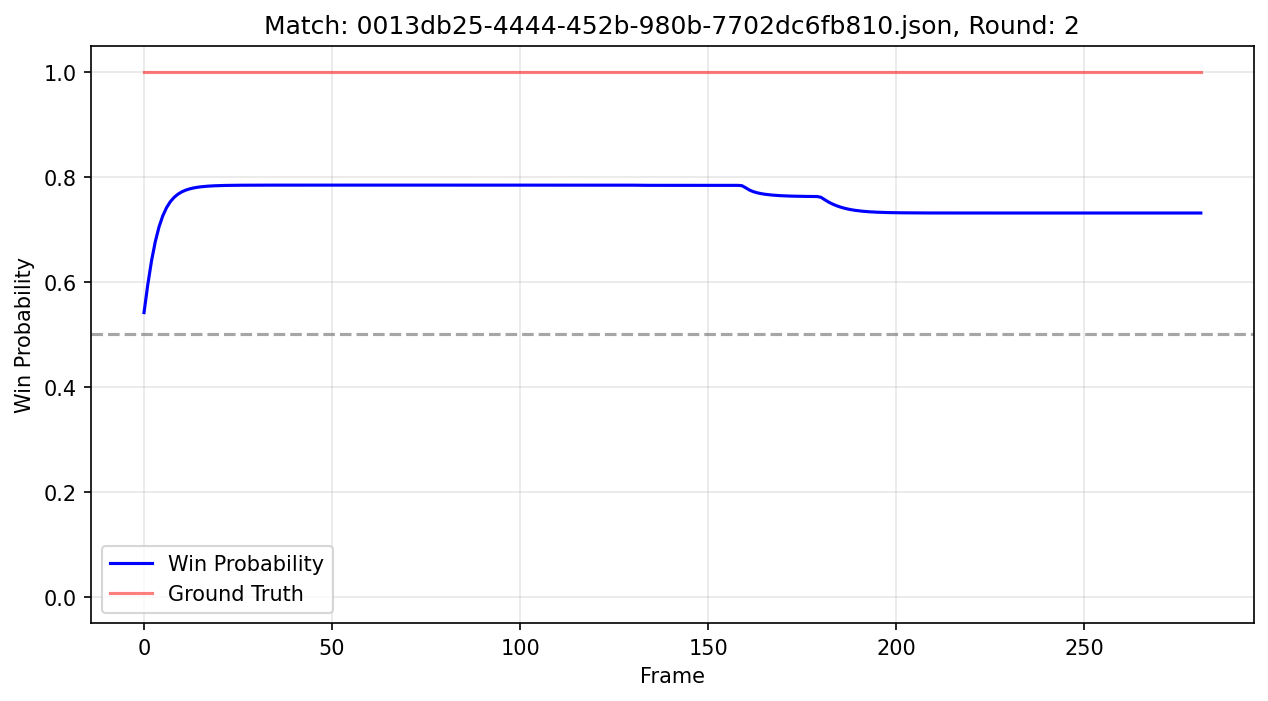 Match: 0013db25-4444-452b-980b-7702dc6fb810.json, Round: 2
Win Probability
1.0
0.8
0.6
0.4
0.2
0.0
Win Probability
Ground Truth
0 50 100 150 200 250
Frame